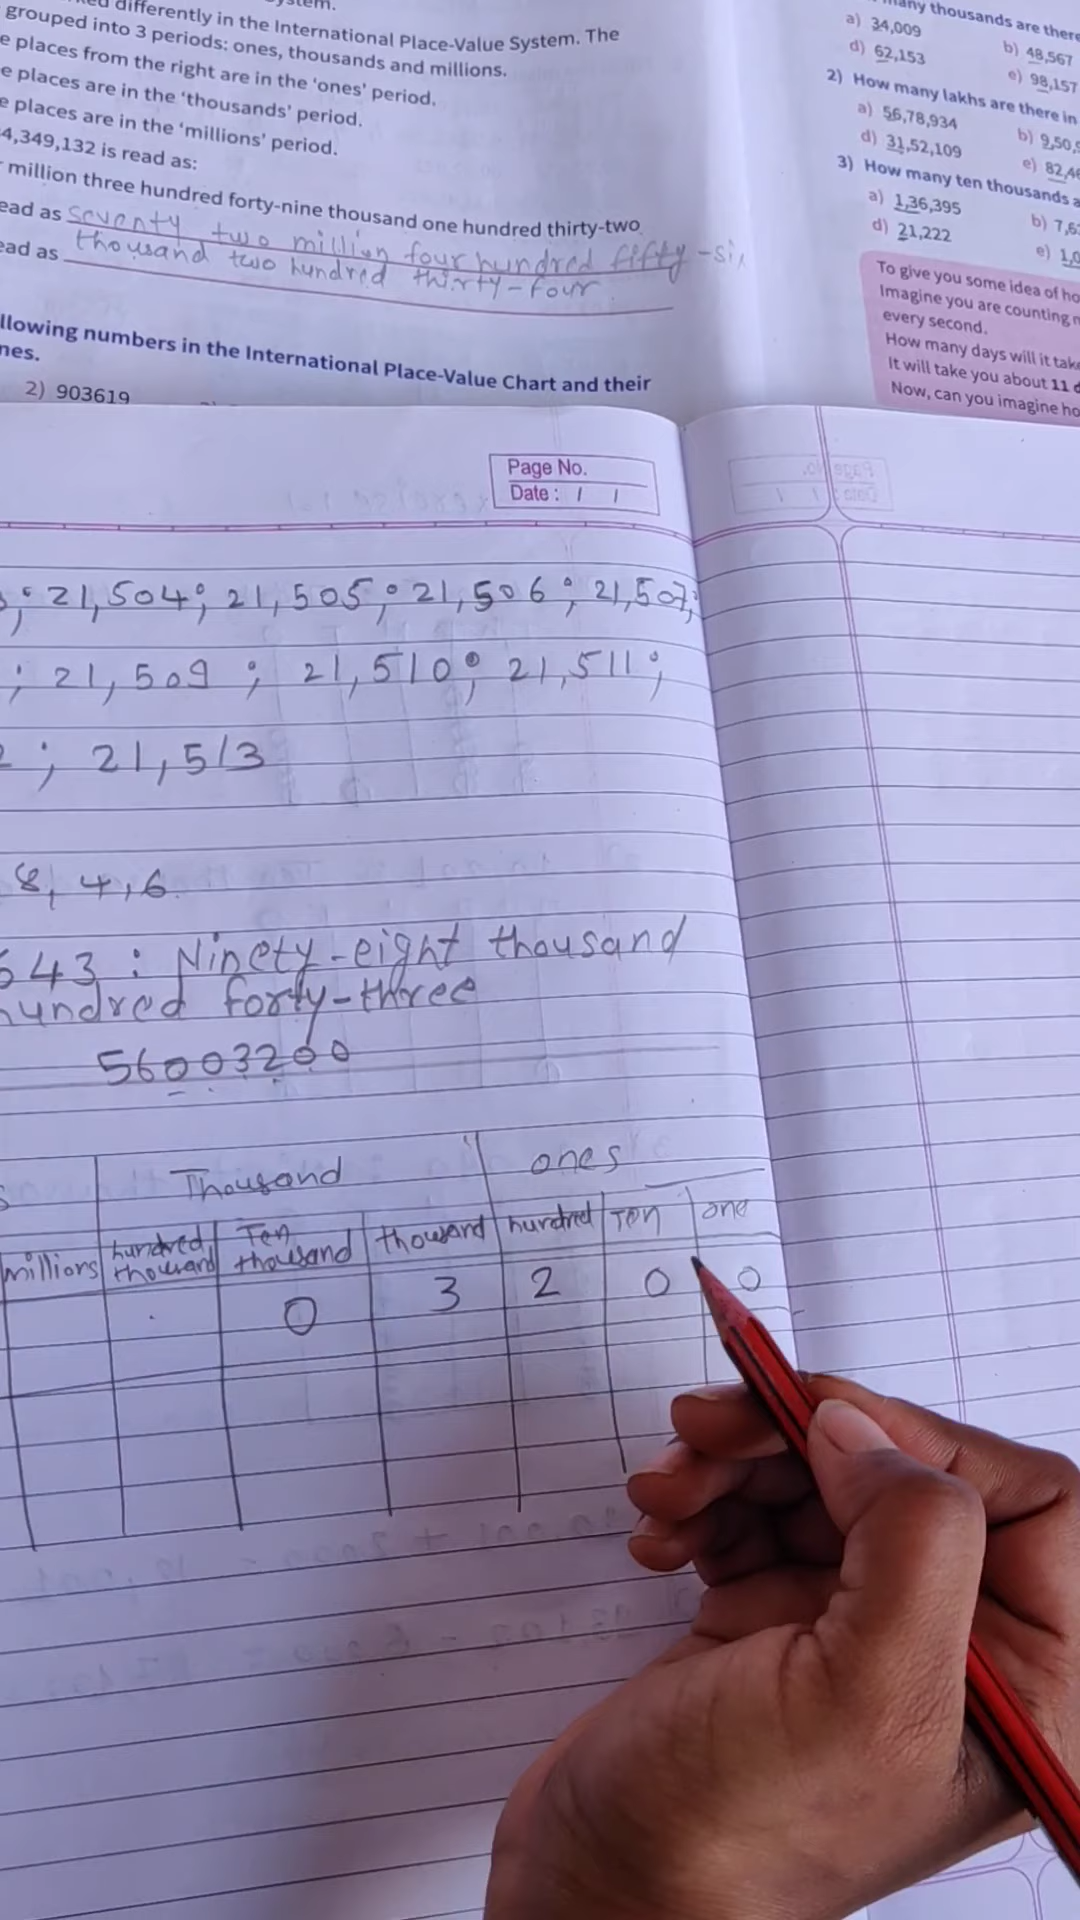 differently in the International Place-Value System. The
grouped into 3 periods: ones, thousands and millions.
e places from the right are in the 'ones' period.
e places are in the 'thousands' period.
e places are in the 'millions' period.
4,349,132 is read as:
million three hundred forty-nine thousand one hundred thirty-two
ead as seventy two million four hundred fifty-six
ead as thousand two hundred thirty-four
llowing numbers in the International Place-Value Chart and their
nes.
2) 903619
many thousands are there
a) 34,009
b) 48,567
d) 62,153
e) 98,157
2) How many lakhs are there in
a) 56,78,934
b) 9,50,
d) 31,52,109
e) 82,4
3) How many ten thousands a
a) 1,36,395
b) 7,6
d) 21,222
e) 1,0
To give you some idea of ho
Imagine you are counting n
every second.
How many days will it take
It will take you about 11 d
Now, can you imagine ho
Page No.
Date : / /
; 21,504; 21,505; 21,506; 21,507;
; 21,509 ; 21,510; 21,511;
2 ; 21,513
8, 4, 6.
643 : Ninety-eight thousand
hundred forty-three
56003200
Thousand ones
millions hundred thousand Ten thousand thousand hundred Ten one
0 3 2 0 0